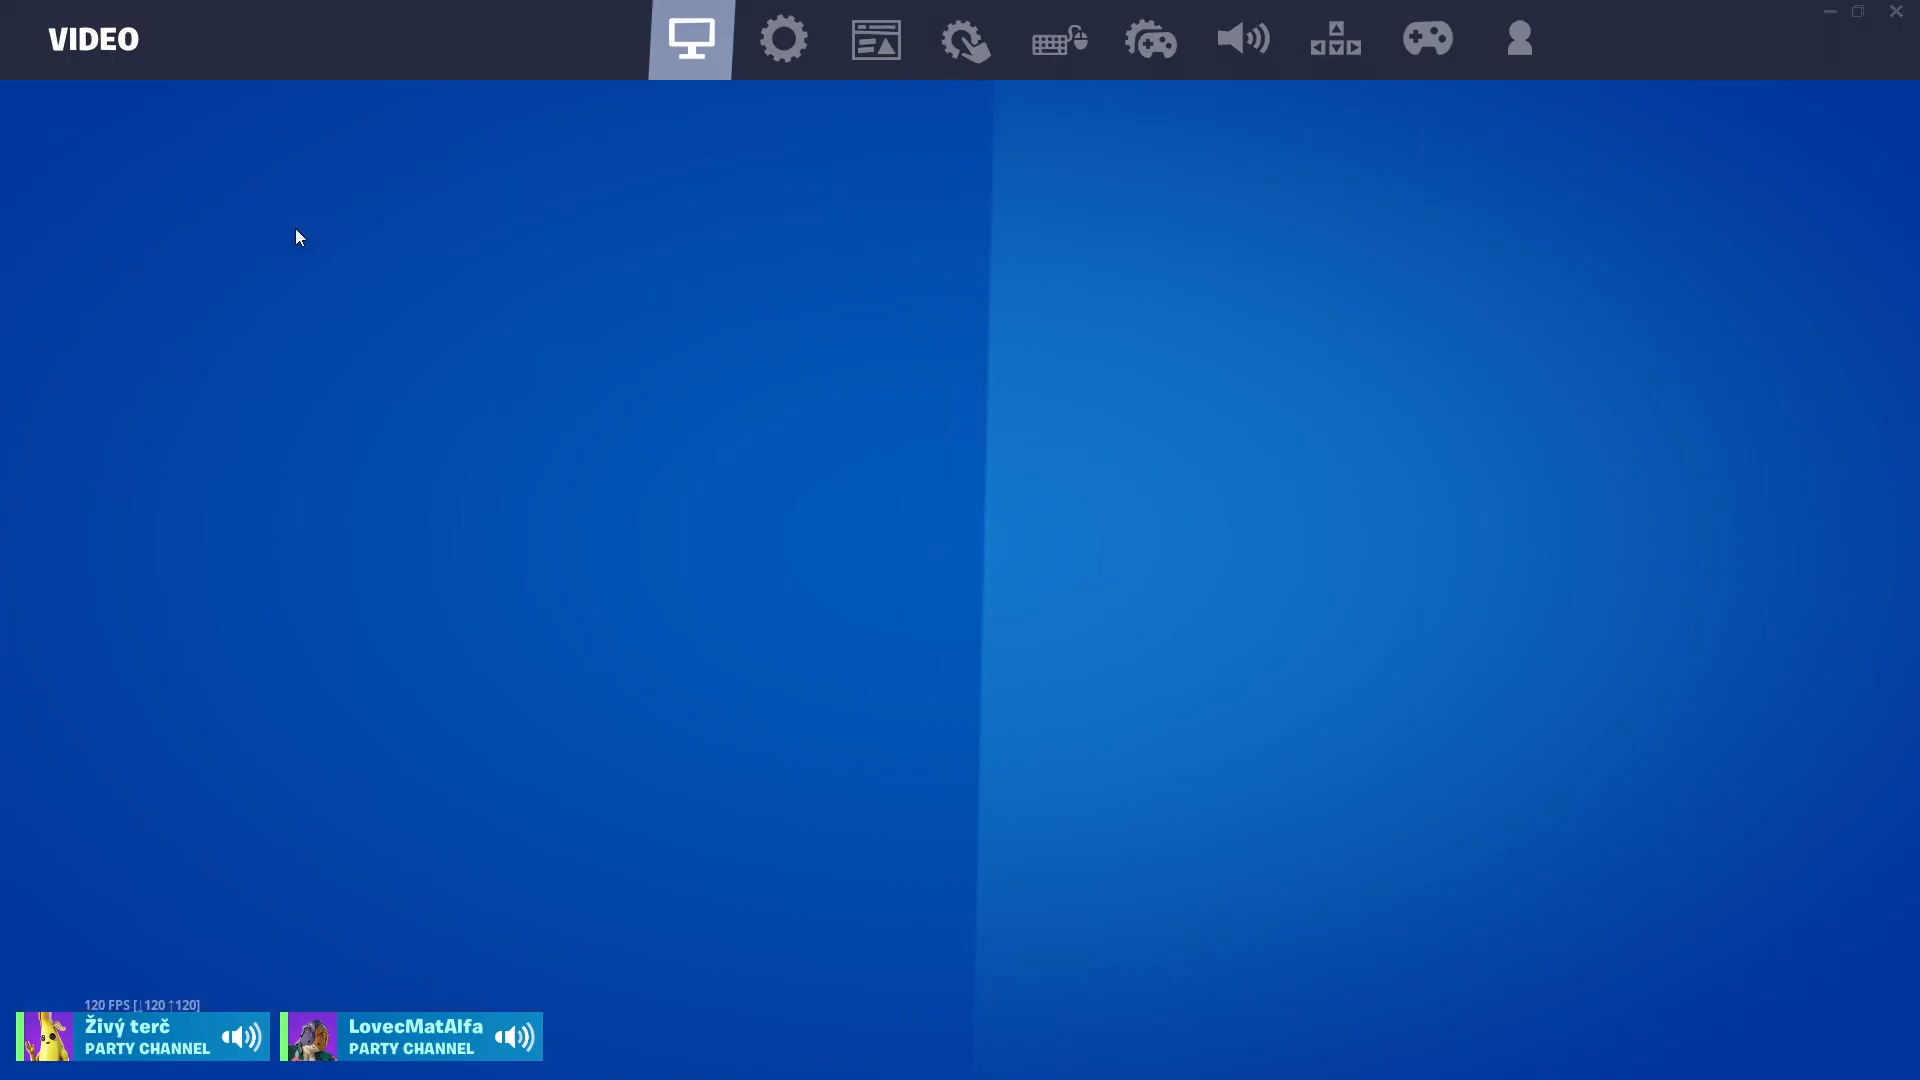 VIDEO
120 FPS [↓120 ↑120]
Živý terč
PARTY CHANNEL
LovecMatAlfa
PARTY CHANNEL